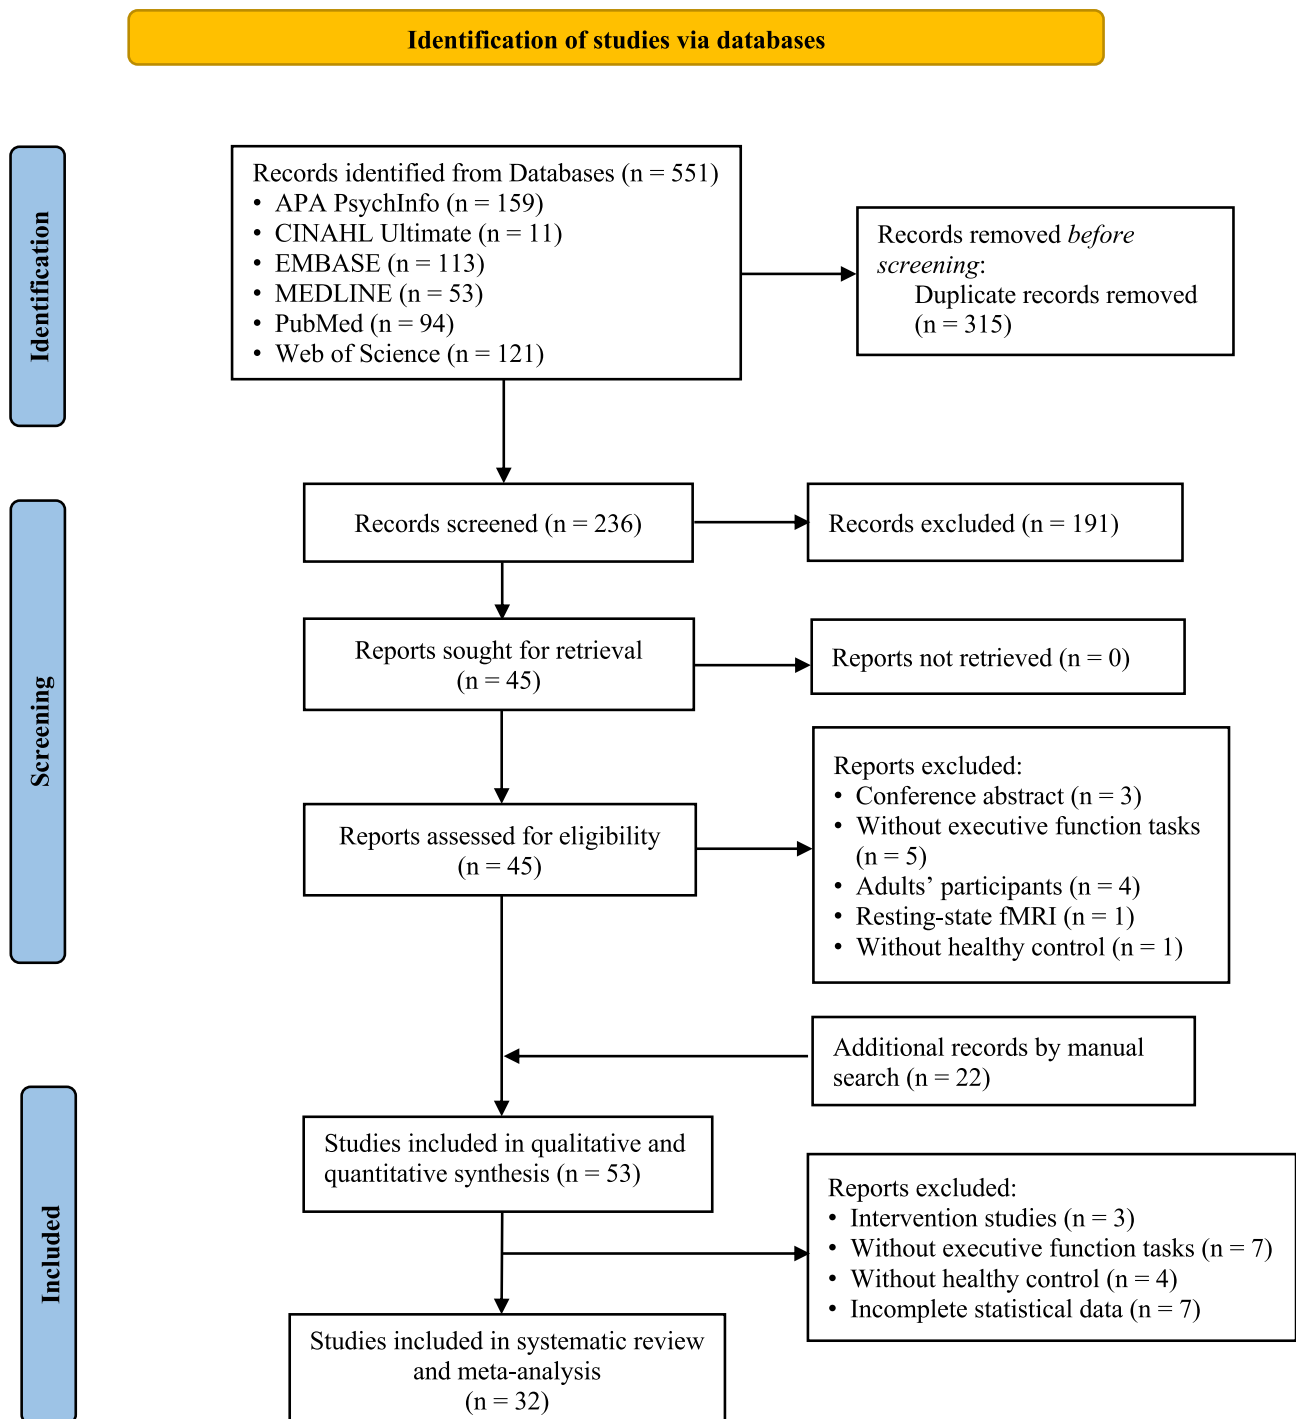 Identification of studies via databases
Identification
Records identified from Databases (n = 551)
• APA PsychInfo (n = 159)
• CINAHL Ultimate (n = 11)
• EMBASE (n = 113)
• MEDLINE (n = 53)
• PubMed (n = 94)
• Web of Science (n = 121)
Records removed before
screening:
Duplicate records removed
(n = 315)
Screening
Records screened (n = 236)
Records excluded (n = 191)
Reports sought for retrieval
(n = 45)
Reports not retrieved (n = 0)
Reports assessed for eligibility
(n = 45)
Reports excluded:
• Conference abstract (n = 3)
• Without executive function tasks
(n = 5)
• Adults’ participants (n = 4)
• Resting-state fMRI (n = 1)
• Without healthy control (n = 1)
Additional records by manual
search (n = 22)
Included
Studies included in qualitative and
quantitative synthesis (n = 53)
Reports excluded:
• Intervention studies (n = 3)
• Without executive function tasks (n = 7)
• Without healthy control (n = 4)
• Incomplete statistical data (n = 7)
Studies included in systematic review
and meta-analysis
(n = 32)